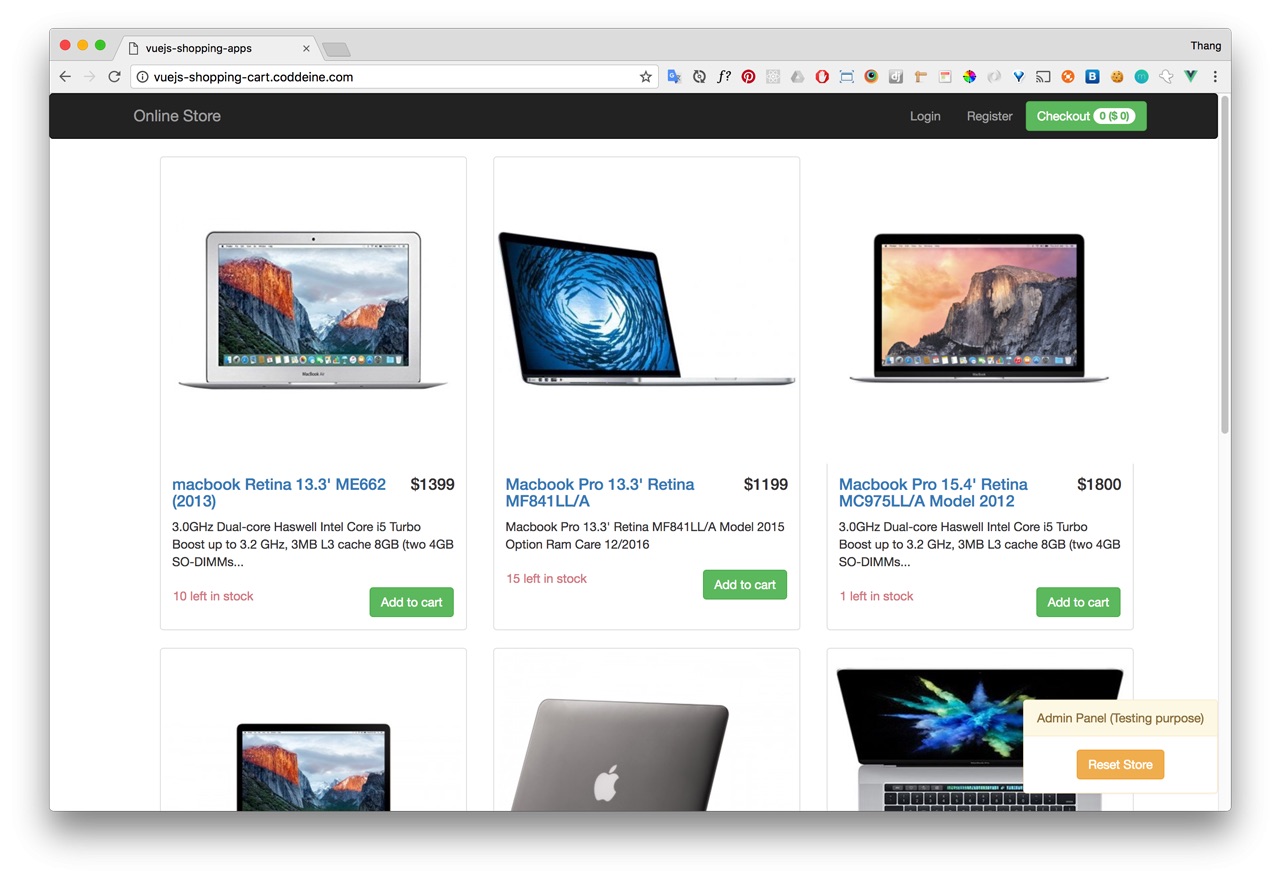 vuejs-shopping-apps
Thang
vuejs-shopping-cart.coddeine.com
Online Store
Login
Register
Checkout 0 ($ 0)
macbook Retina 13.3' ME662 (2013)
$1399
3.0GHz Dual-core Haswell Intel Core i5 Turbo
Boost up to 3.2 GHz, 3MB L3 cache 8GB (two 4GB
SO-DIMMs...
10 left in stock
Add to cart
Macbook Pro 13.3' Retina
MF841LL/A
$1199
Macbook Pro 13.3' Retina MF841LL/A Model 2015
Option Ram Care 12/2016
15 left in stock
Add to cart
Macbook Pro 15.4' Retina
MC975LL/A Model 2012
$1800
3.0GHz Dual-core Haswell Intel Core i5 Turbo
Boost up to 3.2 GHz, 3MB L3 cache 8GB (two 4GB
SO-DIMMs...
1 left in stock
Add to cart
Admin Panel (Testing purpose)
Reset Store